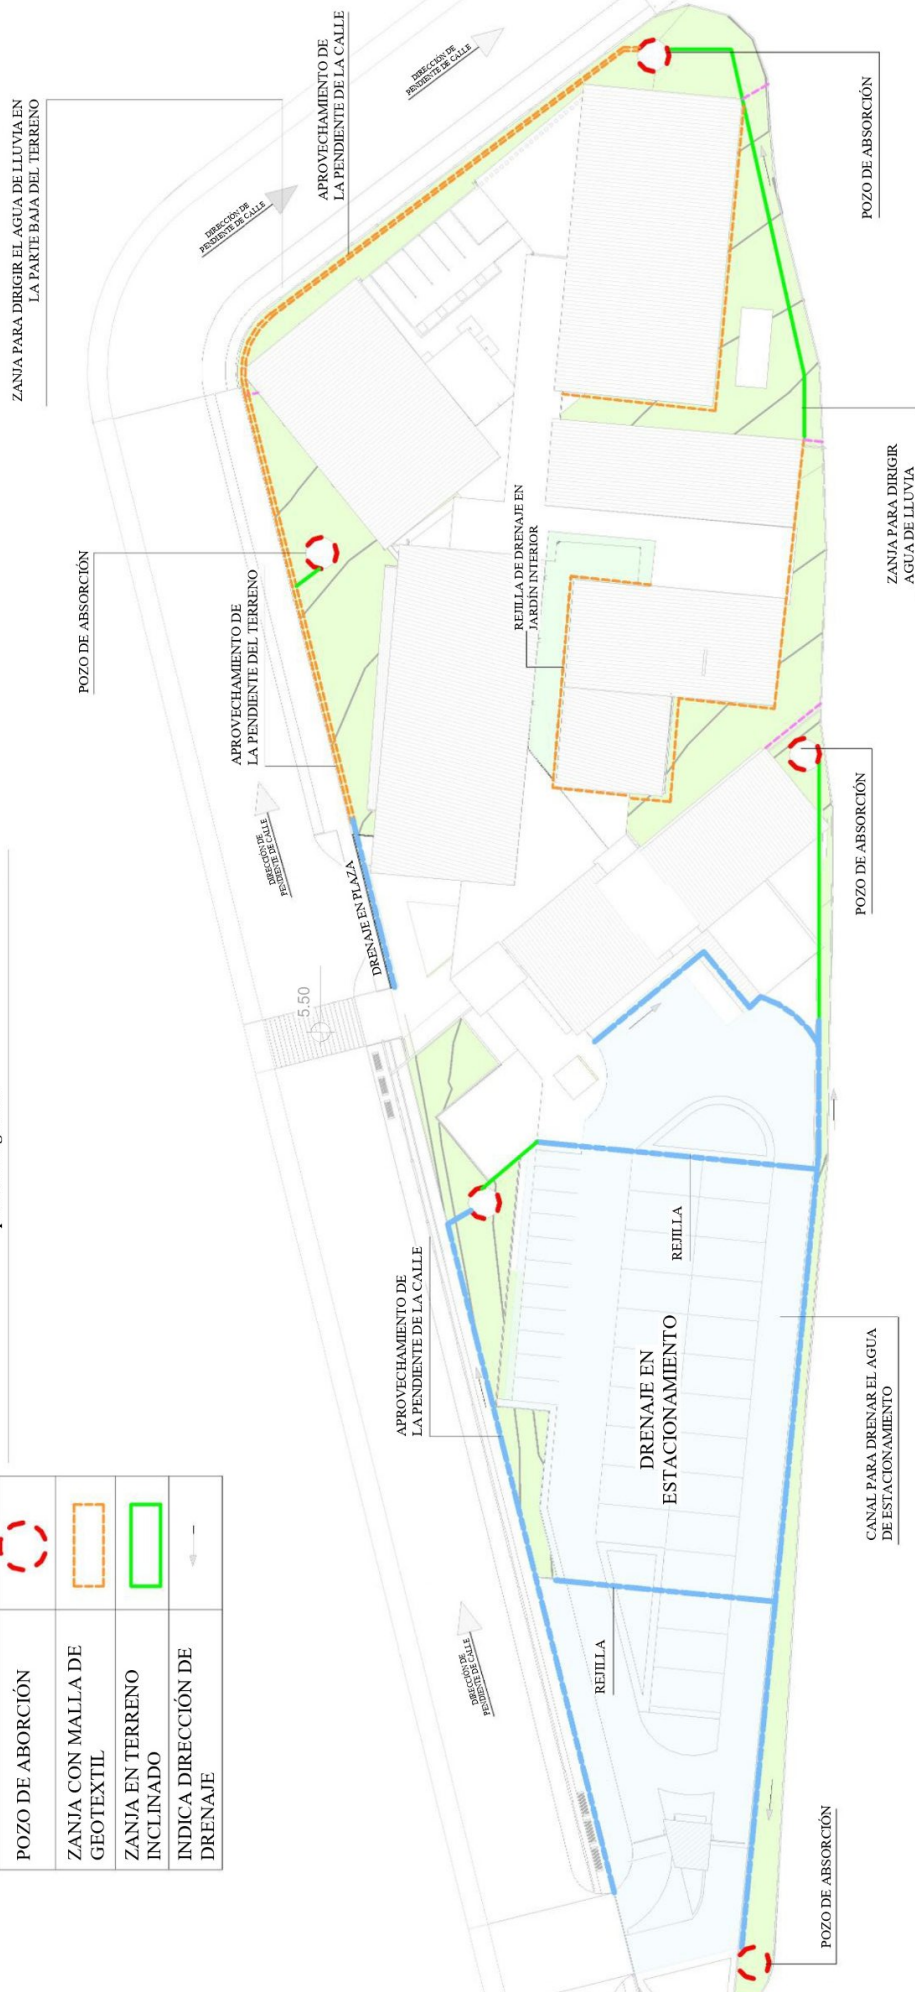 POZO DE ABORCIÓN
ZANJA CON MALLA DE
GEOTEXTIL
ZANJA EN TERRENO
INCLINADO
INDICA DIRECCIÓN DE
DRENAJE
ZANJA PARA DIRIGIR EL AGUA DE LLUVIA EN
LA PARTE BAJA DEL TERRENO
POZO DE ABSORCIÓN
APROVECHAMIENTO DE
LA PENDIENTE DE LA CALLE
DIRECCIÓN DE
PENDIENTE DE CALLE
DIRECCIÓN DE
PENDIENTE DE CALLE
APROVECHAMIENTO DE
LA PENDIENTE DEL TERRENO
DIRECCIÓN DE
PENDIENTE DE CALLE
DRENAJE EN PLAZA
5.50
REJILLA DE DRENAJE EN
JARDÍN INTERIOR
APROVECHAMIENTO DE
LA PENDIENTE DE LA CALLE
DIRECCIÓN DE
PENDIENTE DE CALLE
REJILLA
DRENAJE EN
ESTACIONAMIENTO
REJILLA
POZO DE ABSORCIÓN
CANAL PARA DRENAR EL AGUA
DE ESTACIONAMIENTO
POZO DE ABSORCIÓN
ZANJA PARA DIRIGIR
AGUA DE LLUVIA
POZO DE ABSORCIÓN